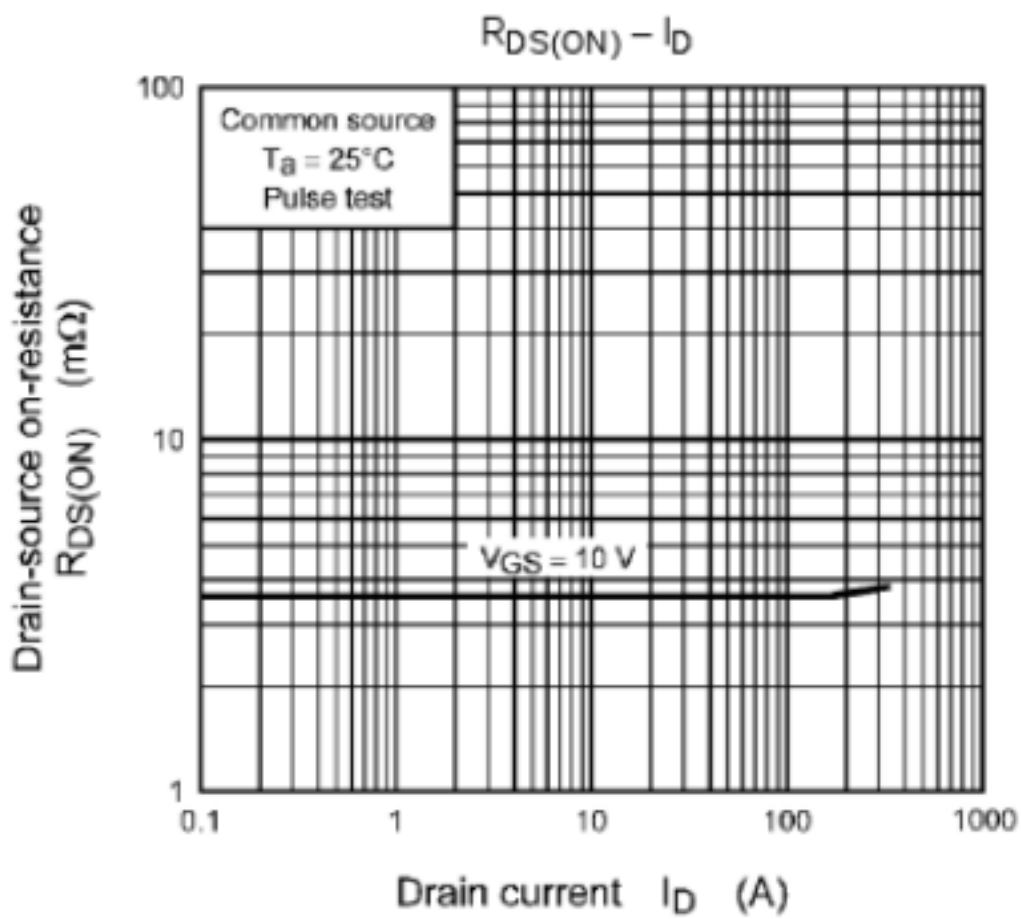 RDS(ON) – ID
100
Common source
Ta = 25°C
Pulse test
10
VGS = 10 V
1
0.1
1
10
100
1000
Drain current ID (A)
Drain-source on-resistance
RDS(ON) (mΩ)